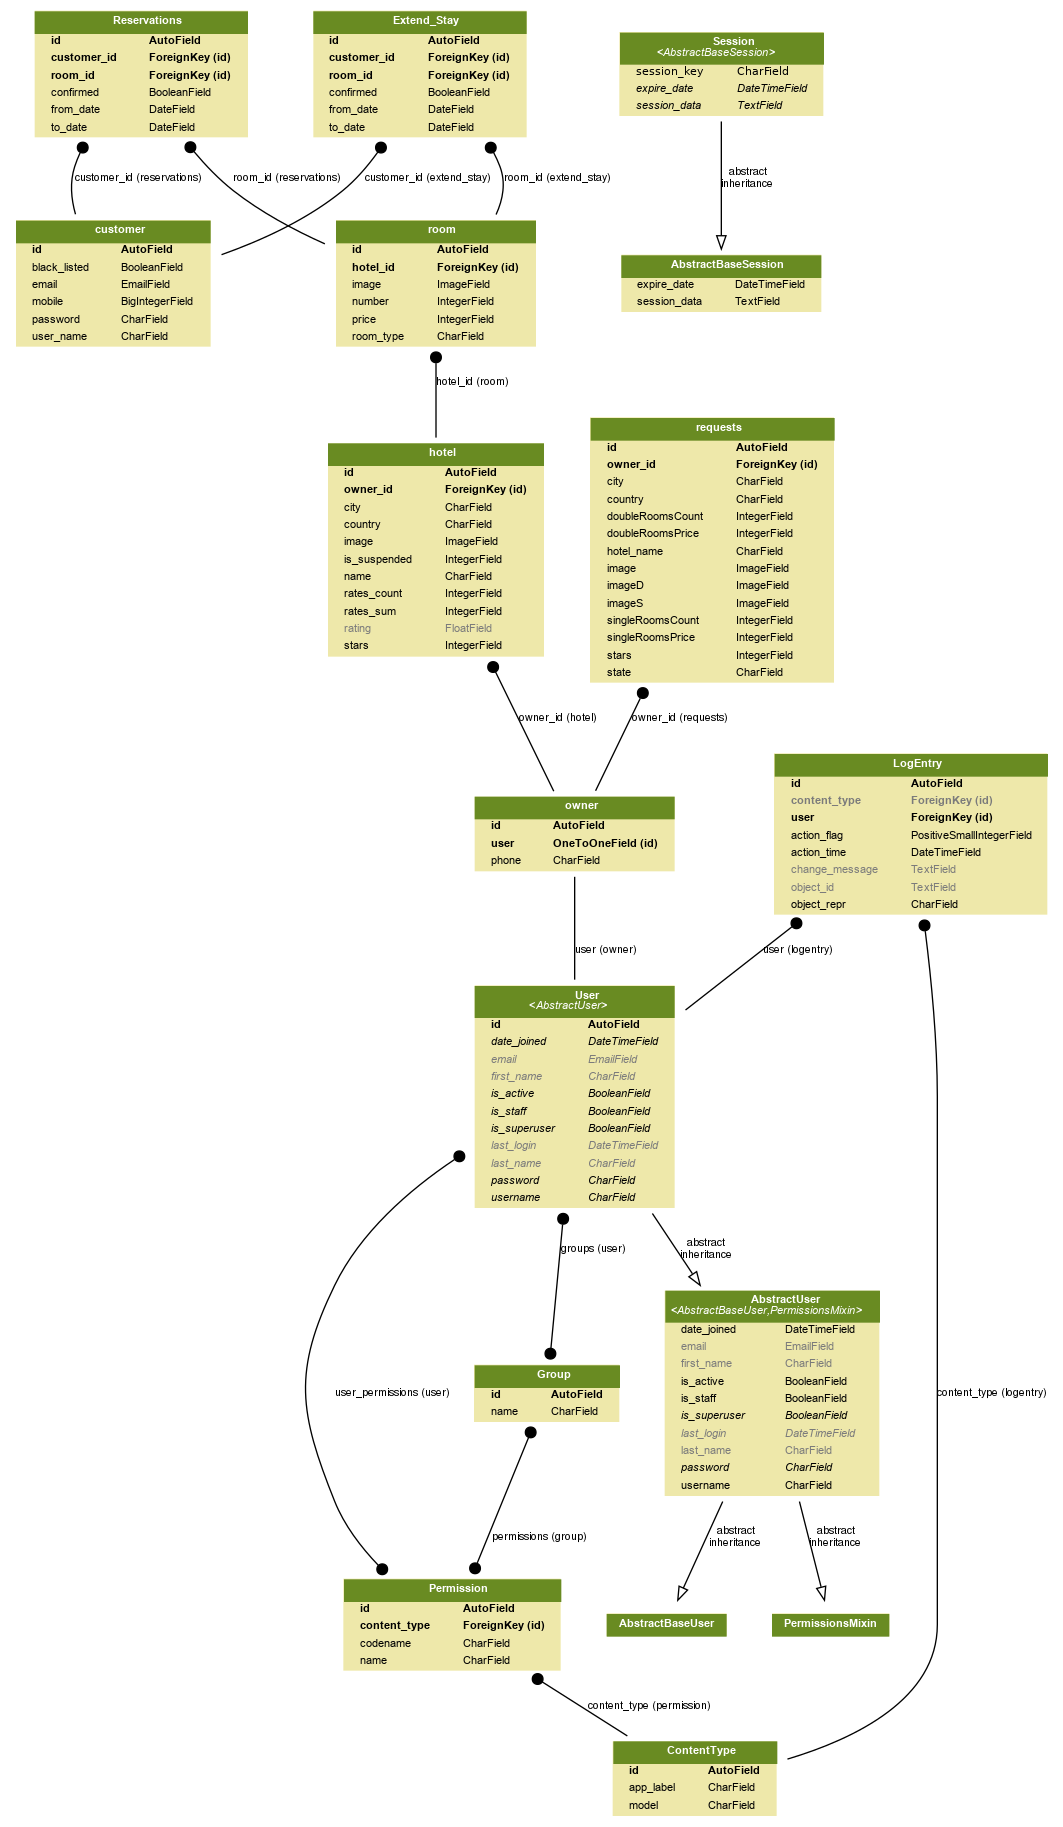 Reservations
id AutoField
customer_id ForeignKey (id)
room_id ForeignKey (id)
confirmed BooleanField
from_date DateField
to_date DateField
Extend_Stay
id AutoField
customer_id ForeignKey (id)
room_id ForeignKey (id)
confirmed BooleanField
from_date DateField
to_date DateField
Session
<AbstractBaseSession>
session_key CharField
expire_date DateTimeField
session_data TextField
customer_id (reservations)
room_id (reservations)
customer_id (extend_stay)
room_id (extend_stay)
abstract
inheritance
customer
id AutoField
black_listed BooleanField
email EmailField
mobile BigIntegerField
password CharField
user_name CharField
room
id AutoField
hotel_id ForeignKey (id)
image ImageField
number IntegerField
price IntegerField
room_type CharField
AbstractBaseSession
expire_date DateTimeField
session_data TextField
hotel_id (room)
hotel
id AutoField
owner_id ForeignKey (id)
city CharField
country CharField
image ImageField
is_suspended IntegerField
name CharField
rates_count IntegerField
rates_sum IntegerField
rating FloatField
stars IntegerField
requests
id AutoField
owner_id ForeignKey (id)
city CharField
country CharField
doubleRoomsCount IntegerField
doubleRoomsPrice IntegerField
hotel_name CharField
image ImageField
imageD ImageField
imageS ImageField
singleRoomsCount IntegerField
singleRoomsPrice IntegerField
stars IntegerField
state CharField
owner_id (hotel)
owner_id (requests)
owner
id AutoField
user OneToOneField (id)
phone CharField
LogEntry
id AutoField
content_type ForeignKey (id)
user ForeignKey (id)
action_flag PositiveSmallIntegerField
action_time DateTimeField
change_message TextField
object_id TextField
object_repr CharField
user (owner)
user (logentry)
User
<AbstractUser>
id AutoField
date_joined DateTimeField
email EmailField
first_name CharField
is_active BooleanField
is_staff BooleanField
is_superuser BooleanField
last_login DateTimeField
last_name CharField
password CharField
username CharField
groups (user)
abstract
inheritance
AbstractUser
<AbstractBaseUser,PermissionsMixin>
date_joined DateTimeField
email EmailField
first_name CharField
is_active BooleanField
is_staff BooleanField
is_superuser BooleanField
last_login DateTimeField
last_name CharField
password CharField
username CharField
Group
id AutoField
name CharField
user_permissions (user)
content_type (logentry)
permissions (group)
abstract
inheritance
abstract
inheritance
Permission
id AutoField
content_type ForeignKey (id)
codename CharField
name CharField
AbstractBaseUser
PermissionsMixin
content_type (permission)
ContentType
id AutoField
app_label CharField
model CharField